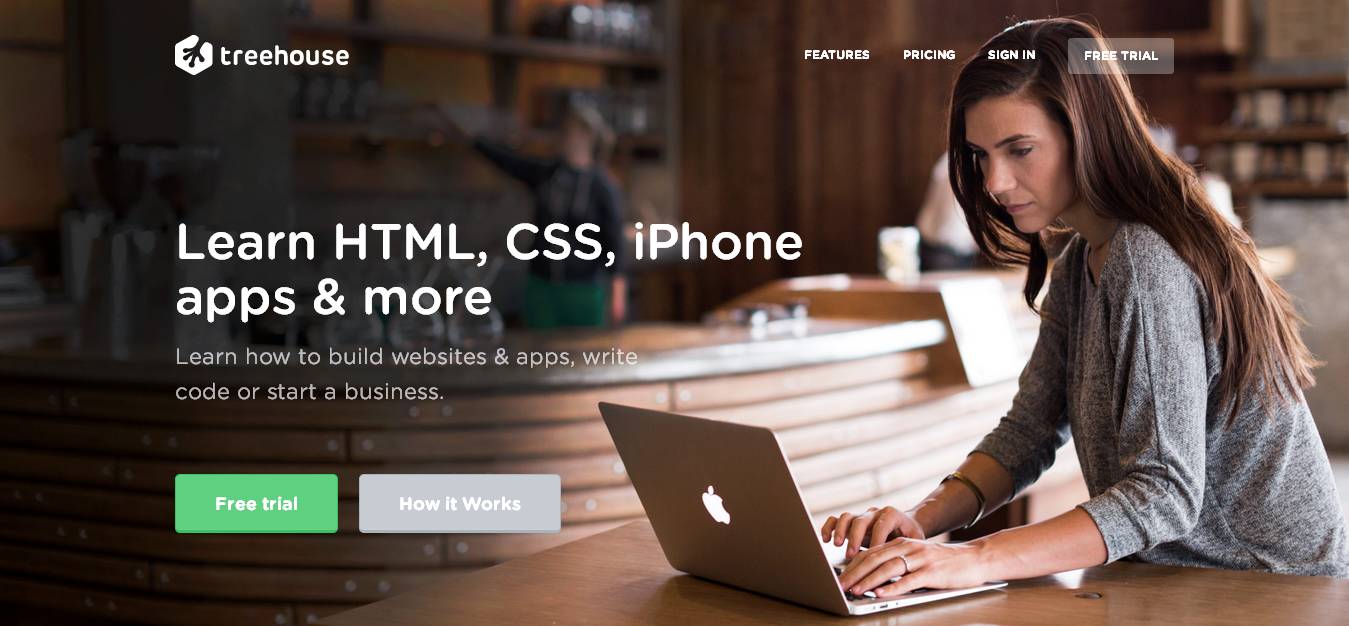 treehouse
FEATURES
PRICING
SIGN IN
FREE TRIAL
Learn HTML, CSS, iPhone
apps & more
Learn how to build websites & apps, write
code or start a business.
Free trial
How it Works